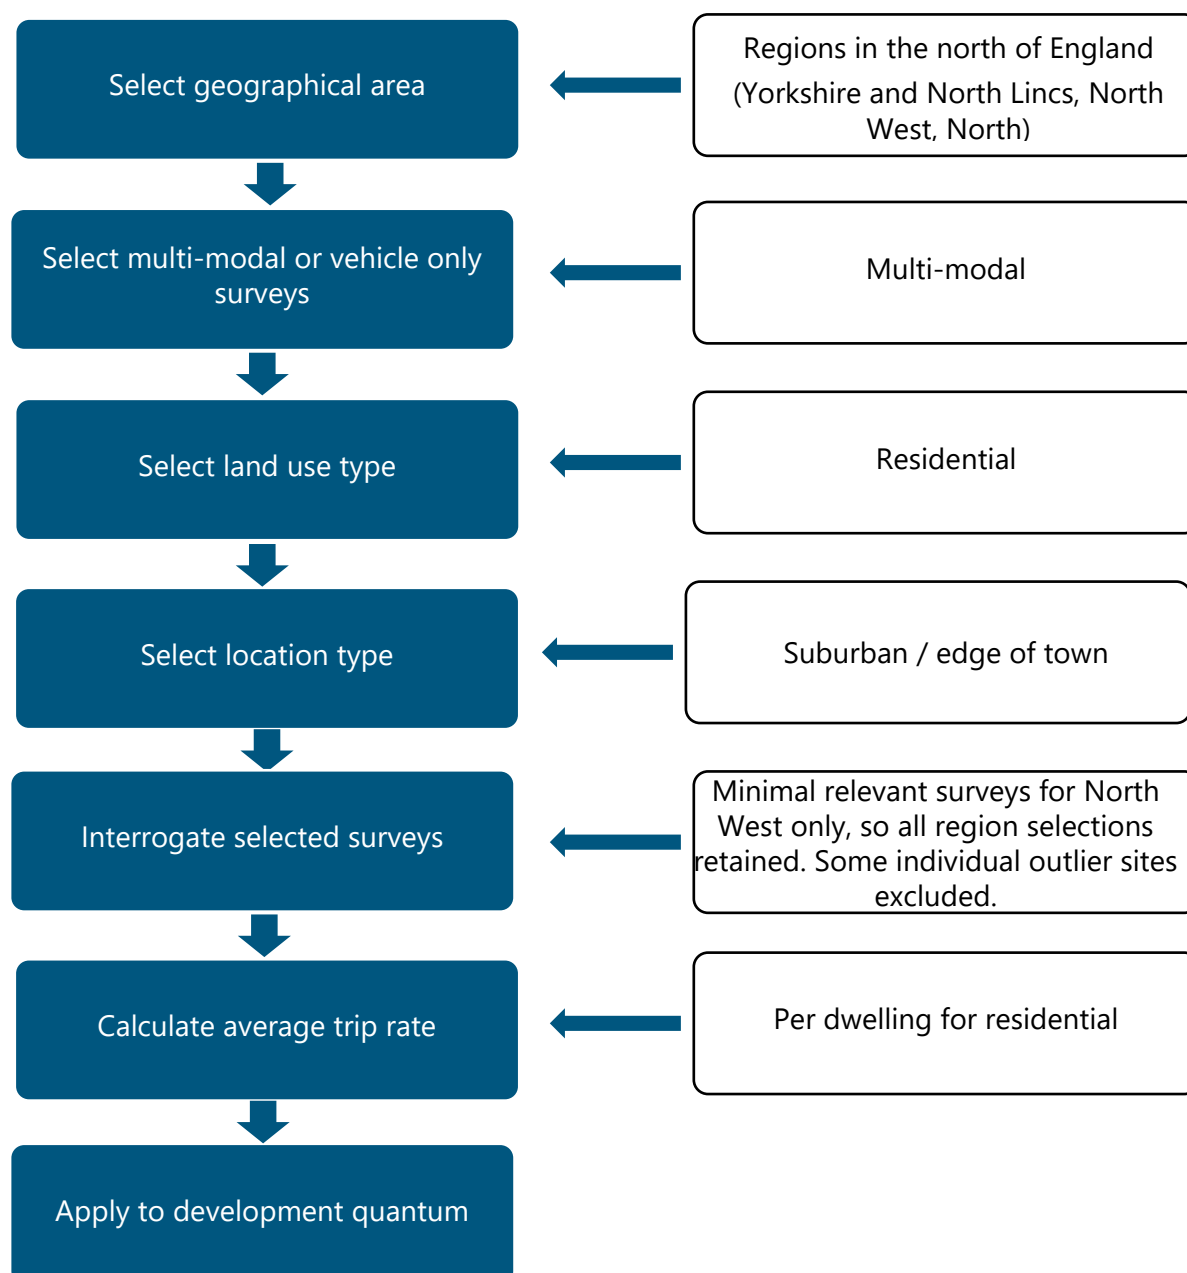 Select geographical area
Regions in the north of England
(Yorkshire and North Lincs, North
West, North)
Select multi-modal or vehicle only
surveys
Multi-modal
Select land use type
Residential
Select location type
Suburban / edge of town
Interrogate selected surveys
Minimal relevant surveys for North
West only, so all region selections
retained. Some individual outlier sites
excluded.
Calculate average trip rate
Per dwelling for residential
Apply to development quantum